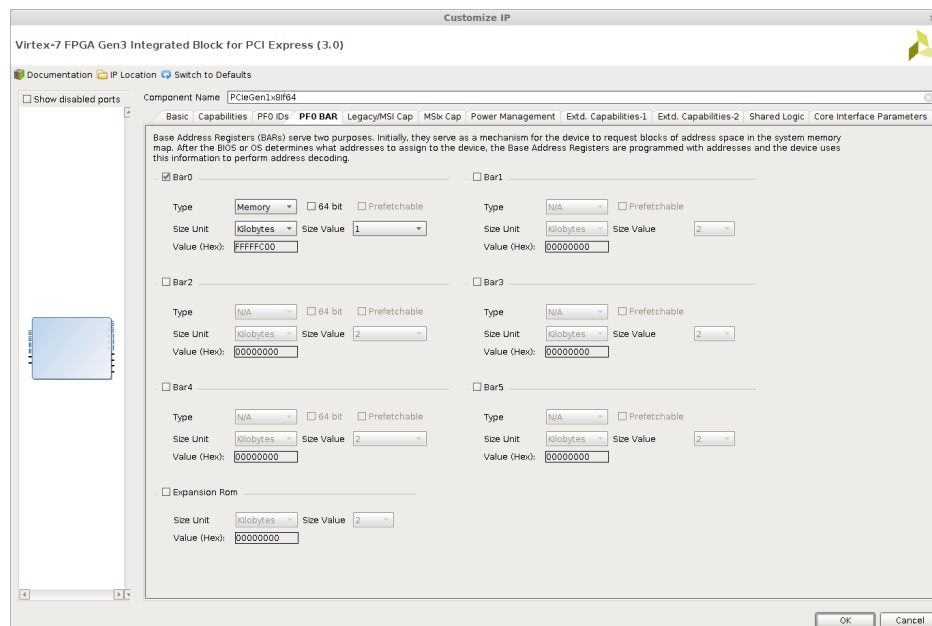 Customize IP
Virtex-7 FPGA Gen3 Integrated Block for PCI Express (3.0)
Documentation IP Location Switch to Defaults
Show disabled ports
Component Name PCIeGen1x8If64
Basic Capabilities PF0 IDs PF0 BAR Legacy/MSI Cap MSIx Cap Power Management Extd. Capabilities-1 Extd. Capabilities-2 Shared Logic Core Interface Parameters
Base Address Registers (BARs) serve two purposes. Initially, they serve as a mechanism for the device to request blocks of address space in the system memory
map. After the BIOS or OS determines what addresses to assign to the device, the Base Address Registers are programmed with addresses and the device uses
this information to perform address decoding.
Bar0
Type Memory 64 bit Prefetchable
Size Unit Kilobytes Size Value 1
Value (Hex): FFFFFC00
Bar1
Type N/A Prefetchable
Size Unit Kilobytes Size Value 2
Value (Hex): 00000000
Bar2
Type N/A 64 bit Prefetchable
Size Unit Kilobytes Size Value 2
Value (Hex): 00000000
Bar3
Type N/A Prefetchable
Size Unit Kilobytes Size Value 2
Value (Hex): 00000000
Bar4
Type N/A 64 bit Prefetchable
Size Unit Kilobytes Size Value 2
Value (Hex): 00000000
Bar5
Type N/A Prefetchable
Size Unit Kilobytes Size Value 2
Value (Hex): 00000000
Expansion Rom
Size Unit Kilobytes Size Value 2
Value (Hex): 00000000
OK Cancel